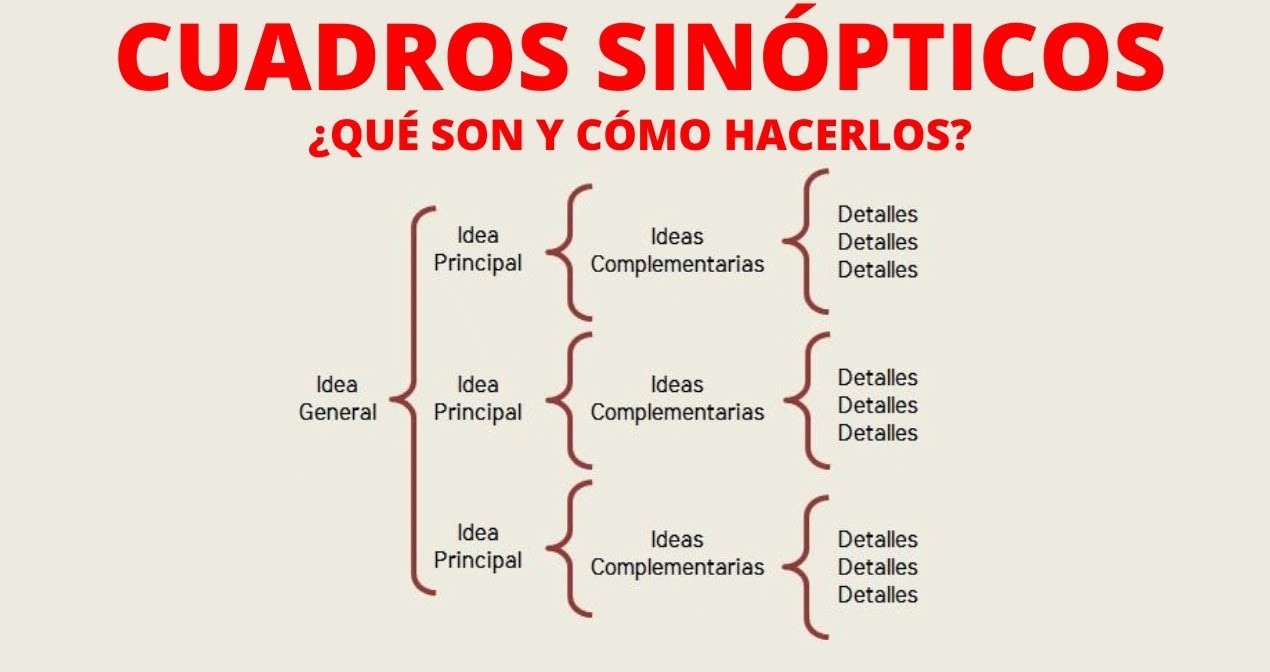 CUADROS SINÓPTICOS
¿QUÉ SON Y CÓMO HACERLOS?
Idea
General
Idea
Principal
Ideas
Complementarias
Detalles
Detalles
Detalles
Idea
Principal
Ideas
Complementarias
Detalles
Detalles
Detalles
Idea
Principal
Ideas
Complementarias
Detalles
Detalles
Detalles